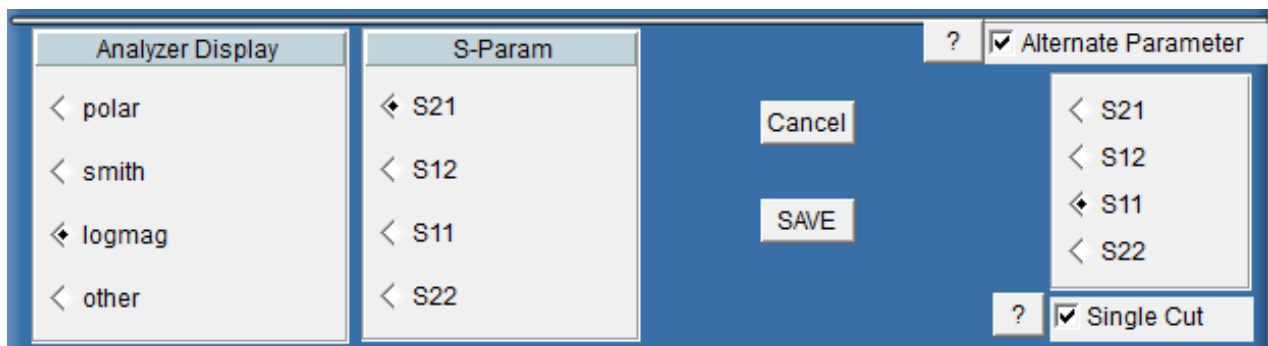 Analyzer Display
polar
smith
logmag
other
S-Param
S21
S12
S11
S22
Cancel
SAVE
? Alternate Parameter
S21
S12
S11
S22
? Single Cut